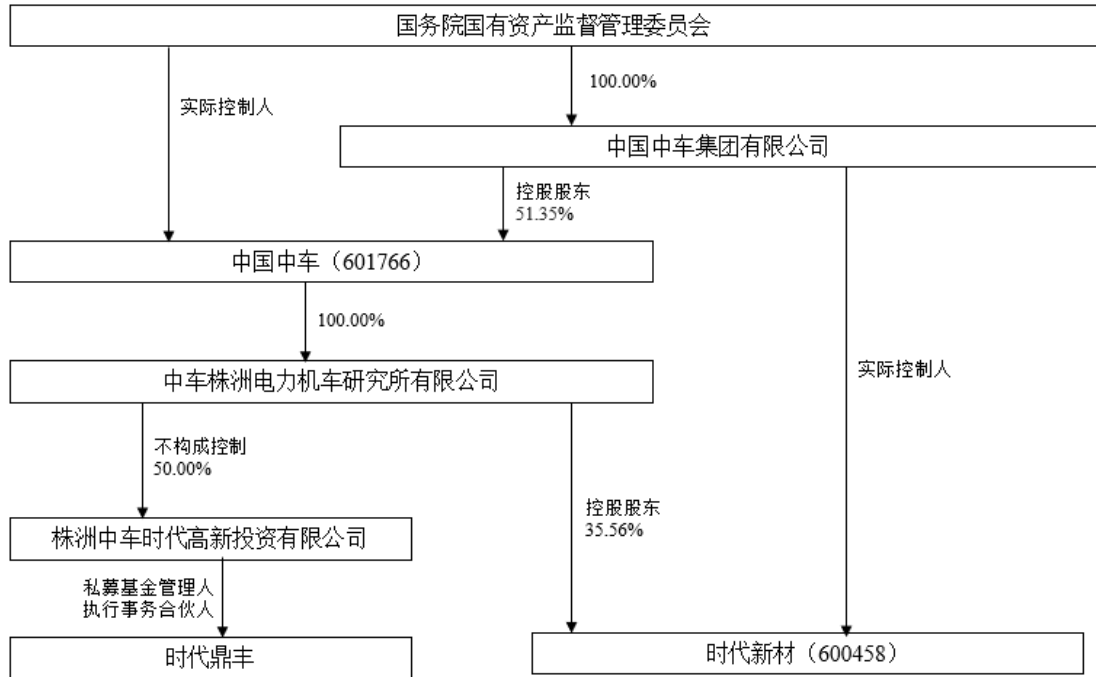 国务院国有资产监督管理委员会
实际控制人
100.00%
中国中车集团有限公司
控股股东
51.35%
中国中车（601766）
100.00%
中车株洲电力机车研究所有限公司
实际控制人
不构成控制
50.00%
控股股东
35.56%
株洲中车时代高新投资有限公司
私募基金管理人
执行事务合伙人
时代鼎丰
时代新材（600458）